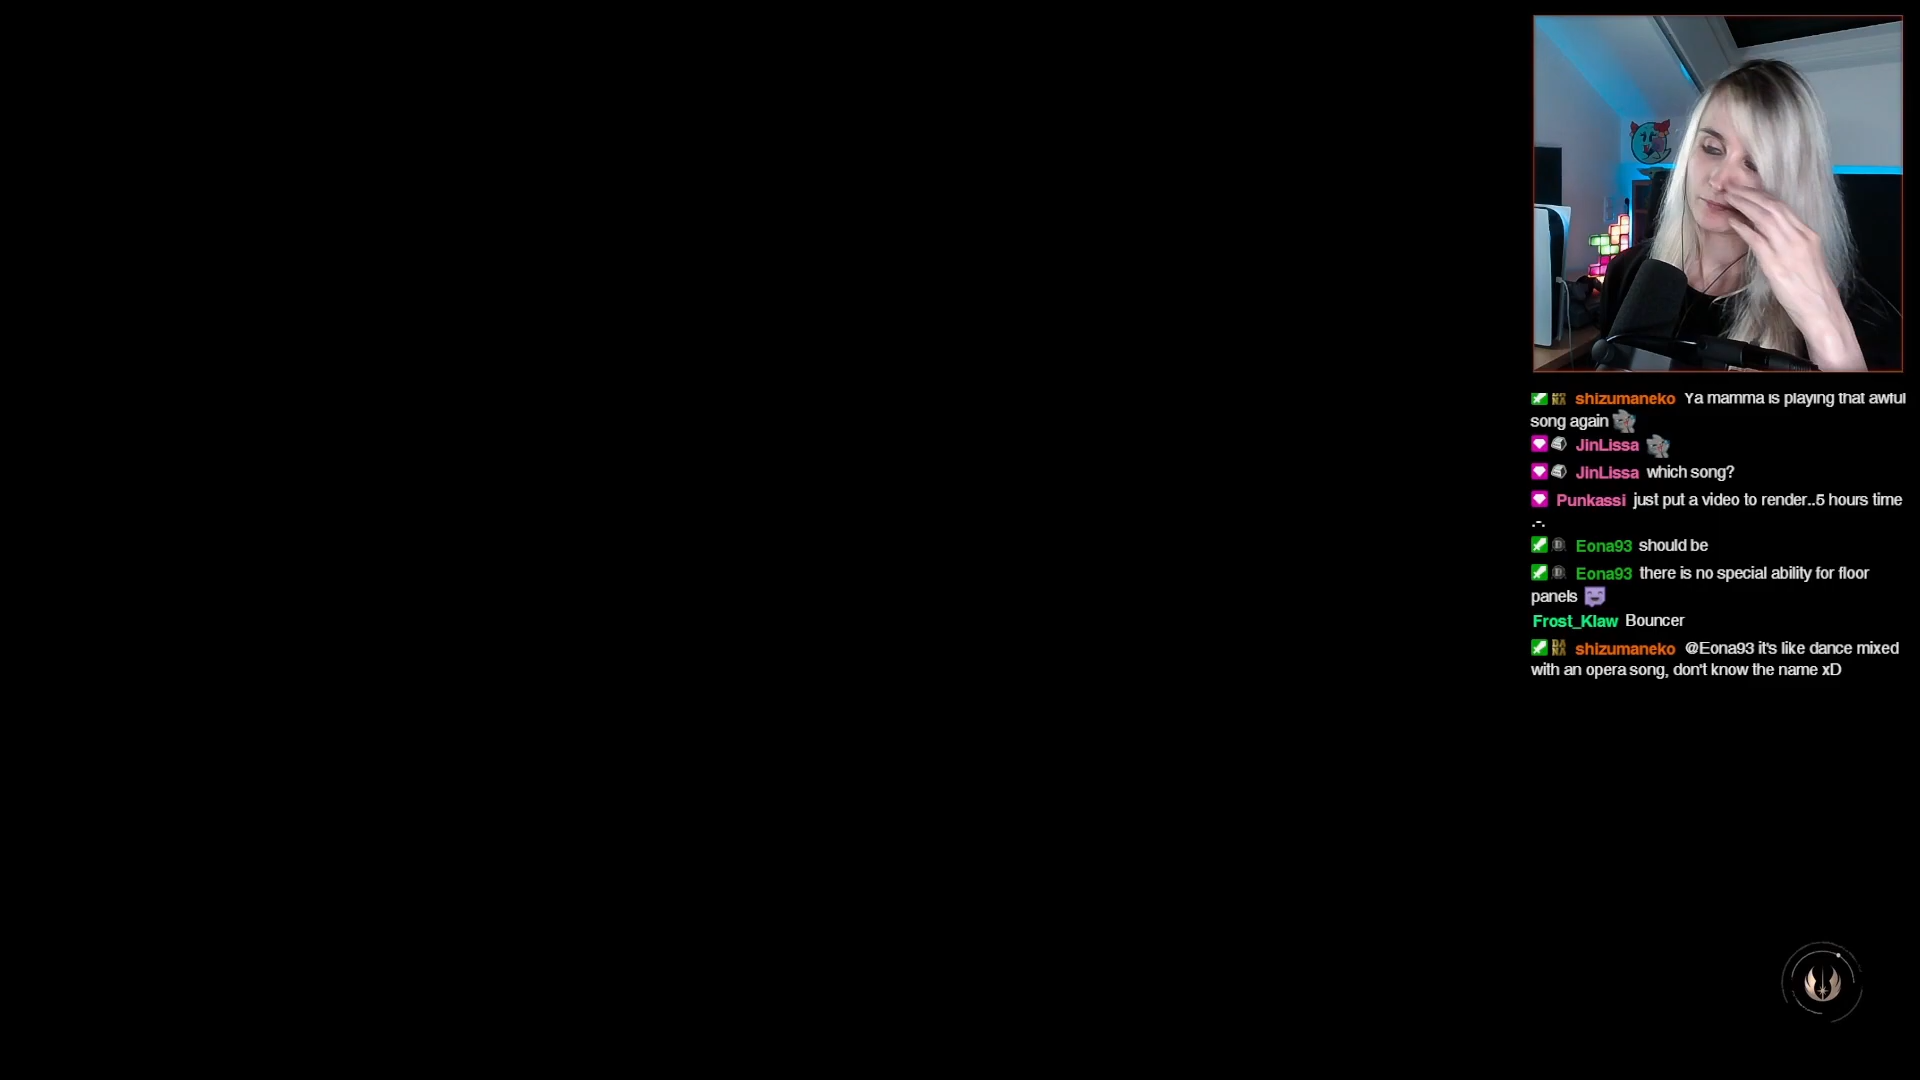 shizumaneko Ya mamma is playing that awful
song again
JinLissa
JinLissa which song?
Punkassi just put a video to render..5 hours time
.-.
Eona93 should be
Eona93 there is no special ability for floor
panels
Frost_Klaw Bouncer
shizumaneko @Eona93 it's like dance mixed
with an opera song, don't know the name xD